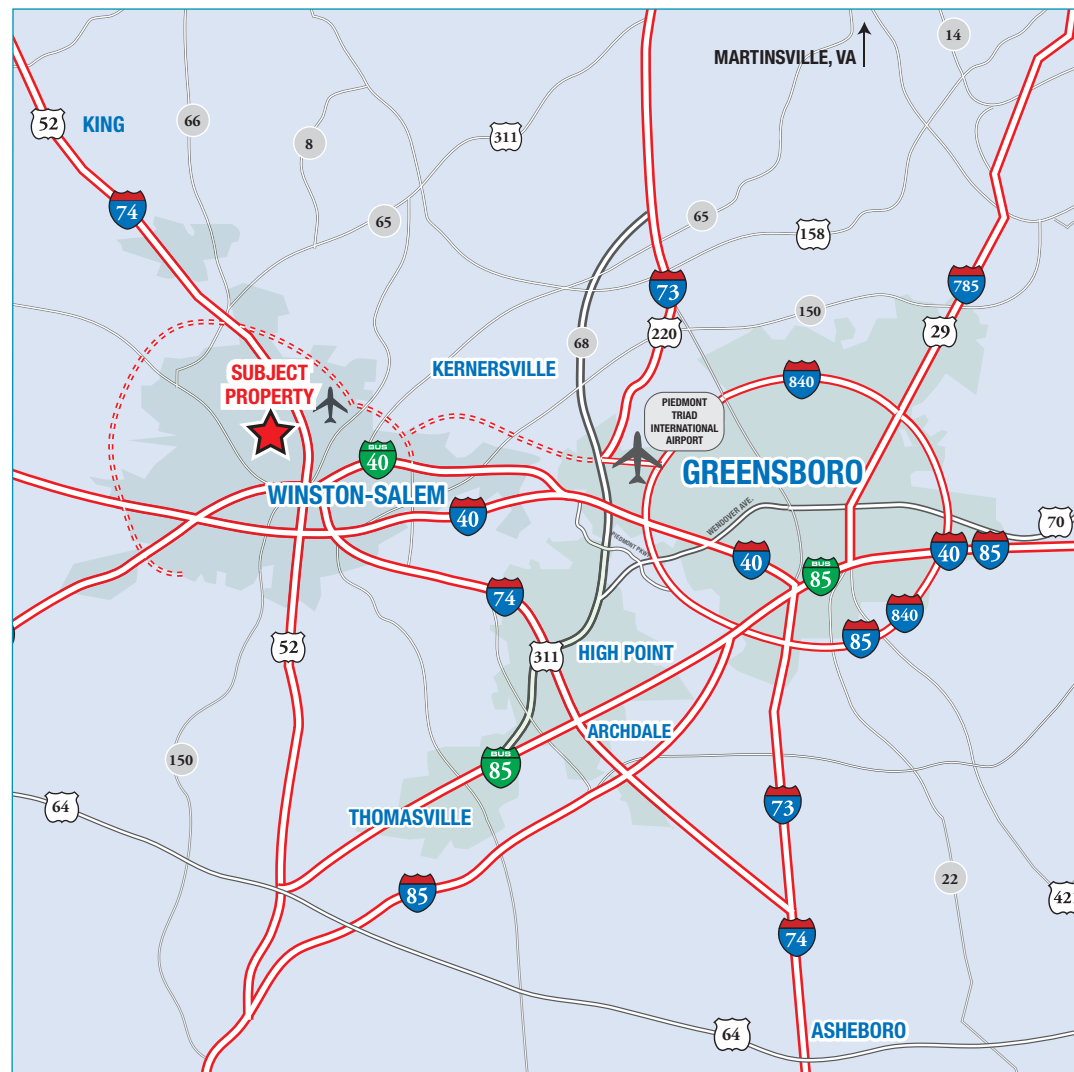 14
MARTINSVILLE, VA
52
KING
66
8
311
74
65
65
158
73
785
150
220
29
68
KERNERSVILLE
SUBJECT
PROPERTY
840
PIEDMONT
TRIAD
INTERNATIONAL
AIRPORT
BUS
40
GREENSBORO
WINSTON-SALEM
40
WENDOVER AVE.
70
PIEDMONT PKWY
40
40
85
BUS
85
74
840
85
52
311
HIGH POINT
ARCHDALE
150
BUS
85
64
THOMASVILLE
73
85
22
421
74
64
ASHEBORO